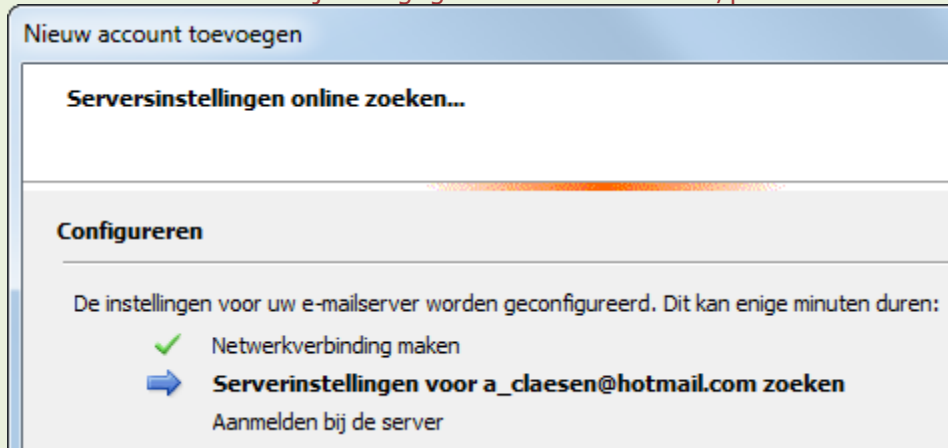 Nieuw account toevoegen
Serversinstellingen online zoeken...
Configureren
De instellingen voor uw e-mailserver worden geconfigureerd. Dit kan enige minuten duren:
Netwerkverbinding maken
Serverinstellingen voor a_claesen@hotmail.com zoeken
Aanmelden bij de server